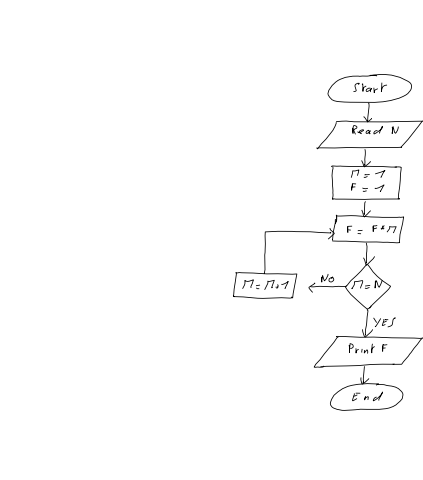 Start
Read N
M = 1
F = 1
F = F * M
NO
M = N
M = M + 1
YES
Print F
End